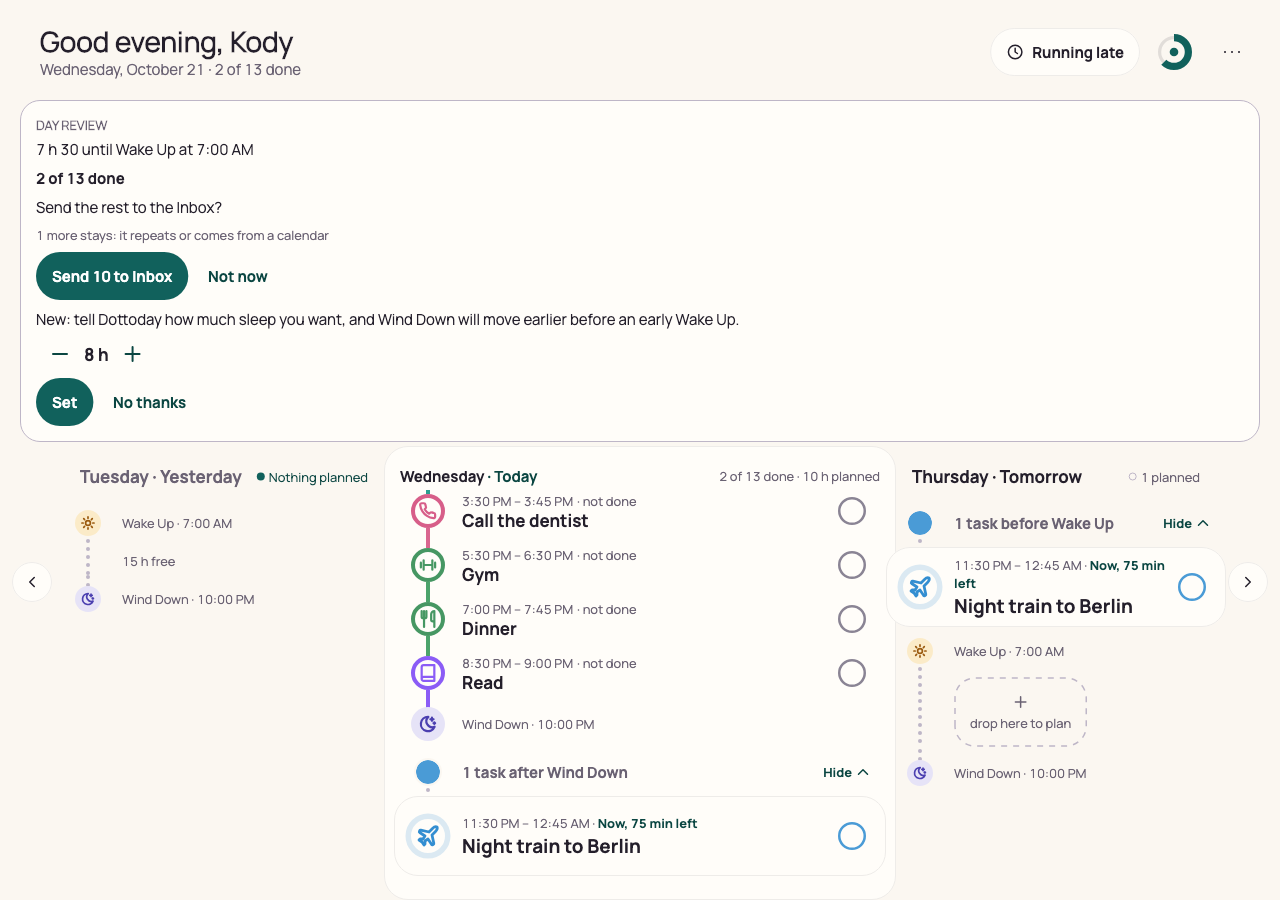 Good evening, Kody
Wednesday, October 21 · 2 of 13 done
Running late
DAY REVIEW
7 h 30 until Wake Up at 7:00 AM
2 of 13 done
Send the rest to the Inbox?
1 more stays: it repeats or comes from a calendar
Send 10 to Inbox
Not now
New: tell Dottoday how much sleep you want, and Wind Down will move earlier before an early Wake Up.
8 h
Set
No thanks
Tuesday · Yesterday
Nothing planned
Wake Up · 7:00 AM
15 h free
Wind Down · 10:00 PM
Wednesday · Today
2 of 13 done · 10 h planned
3:30 PM – 3:45 PM · not done
Call the dentist
5:30 PM – 6:30 PM · not done
Gym
7:00 PM – 7:45 PM · not done
Dinner
8:30 PM – 9:00 PM · not done
Read
Wind Down · 10:00 PM
1 task after Wind Down
Hide
11:30 PM – 12:45 AM · Now, 75 min left
Night train to Berlin
Thursday · Tomorrow
1 planned
1 task before Wake Up
Hide
11:30 PM – 12:45 AM · Now, 75 min
left
Night train to Berlin
Wake Up · 7:00 AM
drop here to plan
Wind Down · 10:00 PM